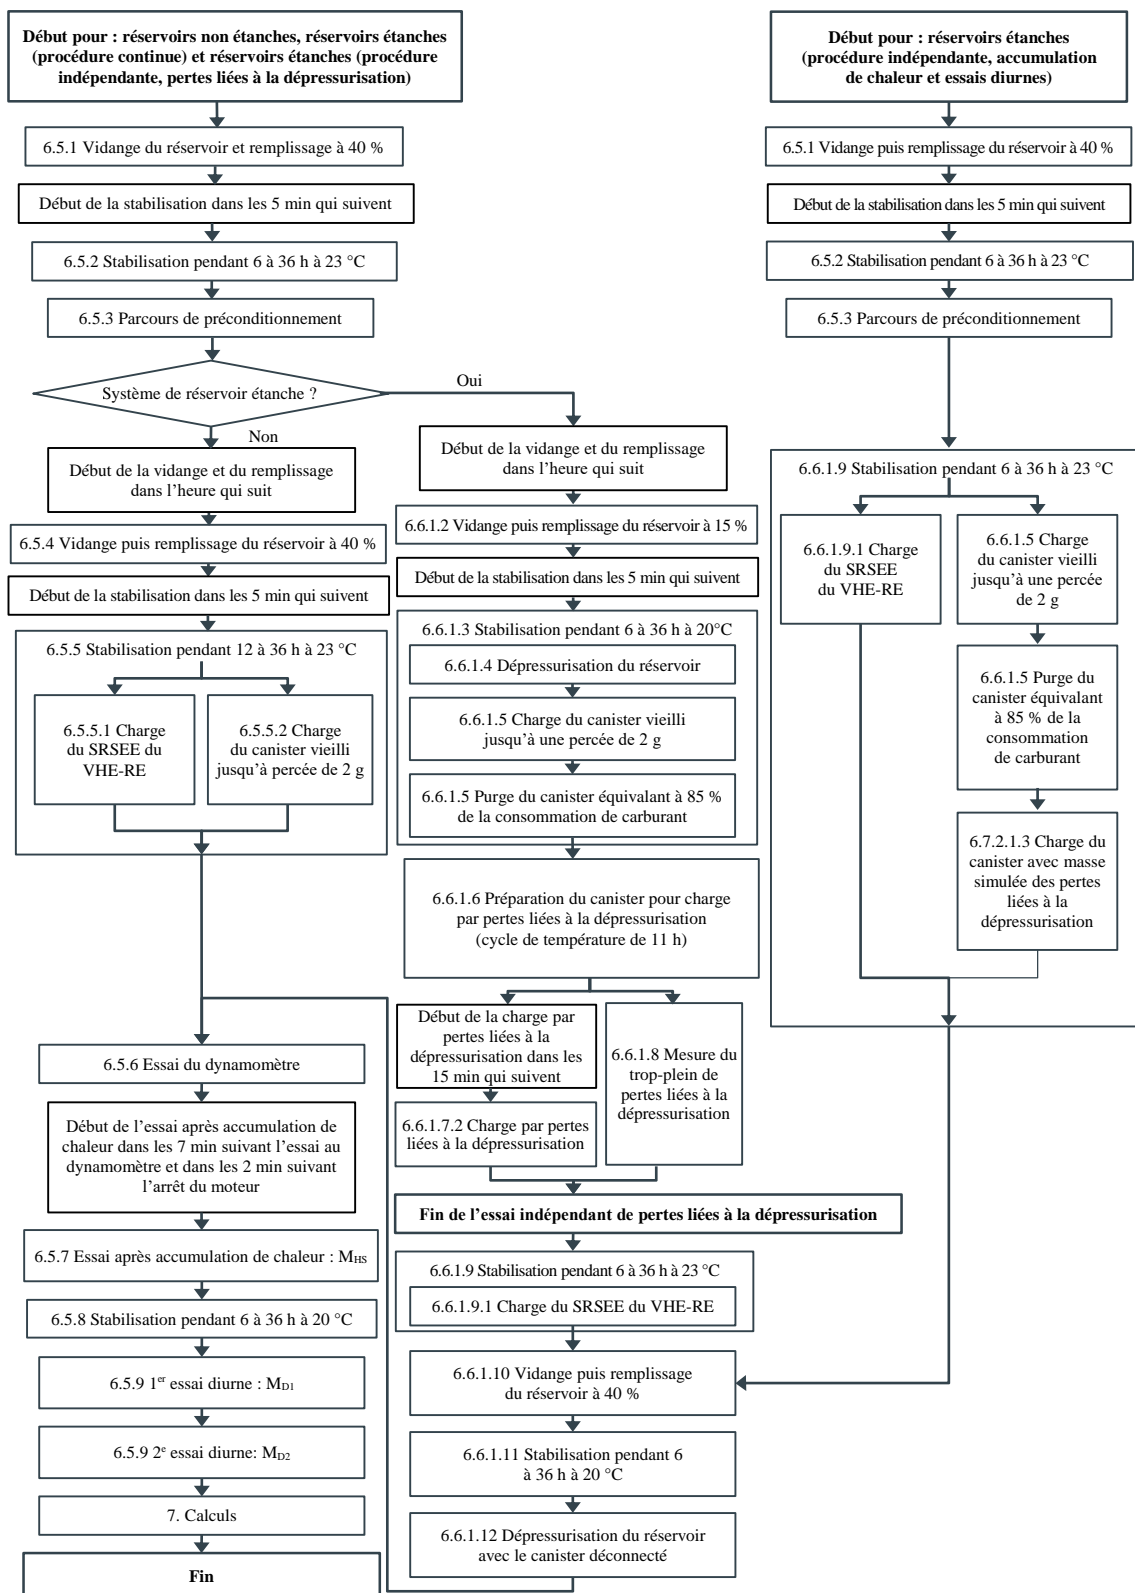 Début pour : réservoirs non étanches, réservoirs étanches
(procédure continue) et réservoirs étanches (procédure
indépendante, pertes liées à la dépressurisation)
6.5.1 Vidange du réservoir et remplissage à 40 %
Début de la stabilisation dans les 5 min qui suivent
6.5.2 Stabilisation pendant 6 à 36 h à 23 °C
6.5.3 Parcours de préconditionnement
Système de réservoir étanche ?
Oui
Non
Début de la vidange et du remplissage
dans l'heure qui suit
6.5.4 Vidange puis remplissage du réservoir à 40 %
Début de la stabilisation dans les 5 min qui suivent
6.5.5 Stabilisation pendant 12 à 36 h à 23 °C
6.5.5.1 Charge
du SRSEE du
VHE-RE
6.5.5.2 Charge
du canister vieilli
jusqu'à percée de 2 g
6.5.6 Essai du dynamomètre
Début de l'essai après accumulation de
chaleur dans les 7 min suivant l'essai au
dynamomètre et dans les 2 min suivant
l'arrêt du moteur
6.5.7 Essai après accumulation de chaleur : MHS
6.5.8 Stabilisation pendant 6 à 36 h à 20 °C
6.5.9 1er essai diurne : MD1
6.5.9 2e essai diurne: MD2
7. Calculs
Fin
Début de la vidange et du remplissage
dans l'heure qui suit
6.6.1.2 Vidange puis remplissage du réservoir à 15 %
Début de la stabilisation dans les 5 min qui suivent
6.6.1.3 Stabilisation pendant 6 à 36 h à 20°C
6.6.1.4 Dépressurisation du réservoir
6.6.1.5 Charge du canister vieilli
jusqu'à une percée de 2 g
6.6.1.5 Purge du canister équivalant à 85 %
de la consommation de carburant
6.6.1.6 Préparation du canister pour charge
par pertes liées à la dépressurisation
(cycle de température de 11 h)
Début de la charge par
pertes liées à la
dépressurisation dans les
15 min qui suivent
6.6.1.7.2 Charge par pertes
liées à la dépressurisation
6.6.1.8 Mesure du
trop-plein de
pertes liées à la
dépressurisation
Fin de l'essai indépendant de pertes liées à la dépressurisation
6.6.1.9 Stabilisation pendant 6 à 36 h à 23 °C
6.6.1.9.1 Charge du SRSEE du VHE-RE
6.6.1.10 Vidange puis remplissage
du réservoir à 40 %
6.6.1.11 Stabilisation pendant 6
à 36 h à 20 °C
6.6.1.12 Dépressurisation du réservoir
avec le canister déconnecté
Début pour : réservoirs étanches
(procédure indépendante, accumulation
de chaleur et essais diurnes)
6.5.1 Vidange puis remplissage du réservoir à 40 %
Début de la stabilisation dans les 5 min qui suivent
6.5.2 Stabilisation pendant 6 à 36 h à 23 °C
6.5.3 Parcours de préconditionnement
6.6.1.9 Stabilisation pendant 6 à 36 h à 23 °C
6.6.1.9.1 Charge
du SRSEE
du VHE-RE
6.6.1.5 Charge
du canister vieilli
jusqu'à une percée
de 2 g
6.6.1.5 Purge du
canister équivalant
à 85 % de la
consommation
de carburant
6.7.2.1.3 Charge du
canister avec masse
simulée des pertes
liées à la
dépressurisation